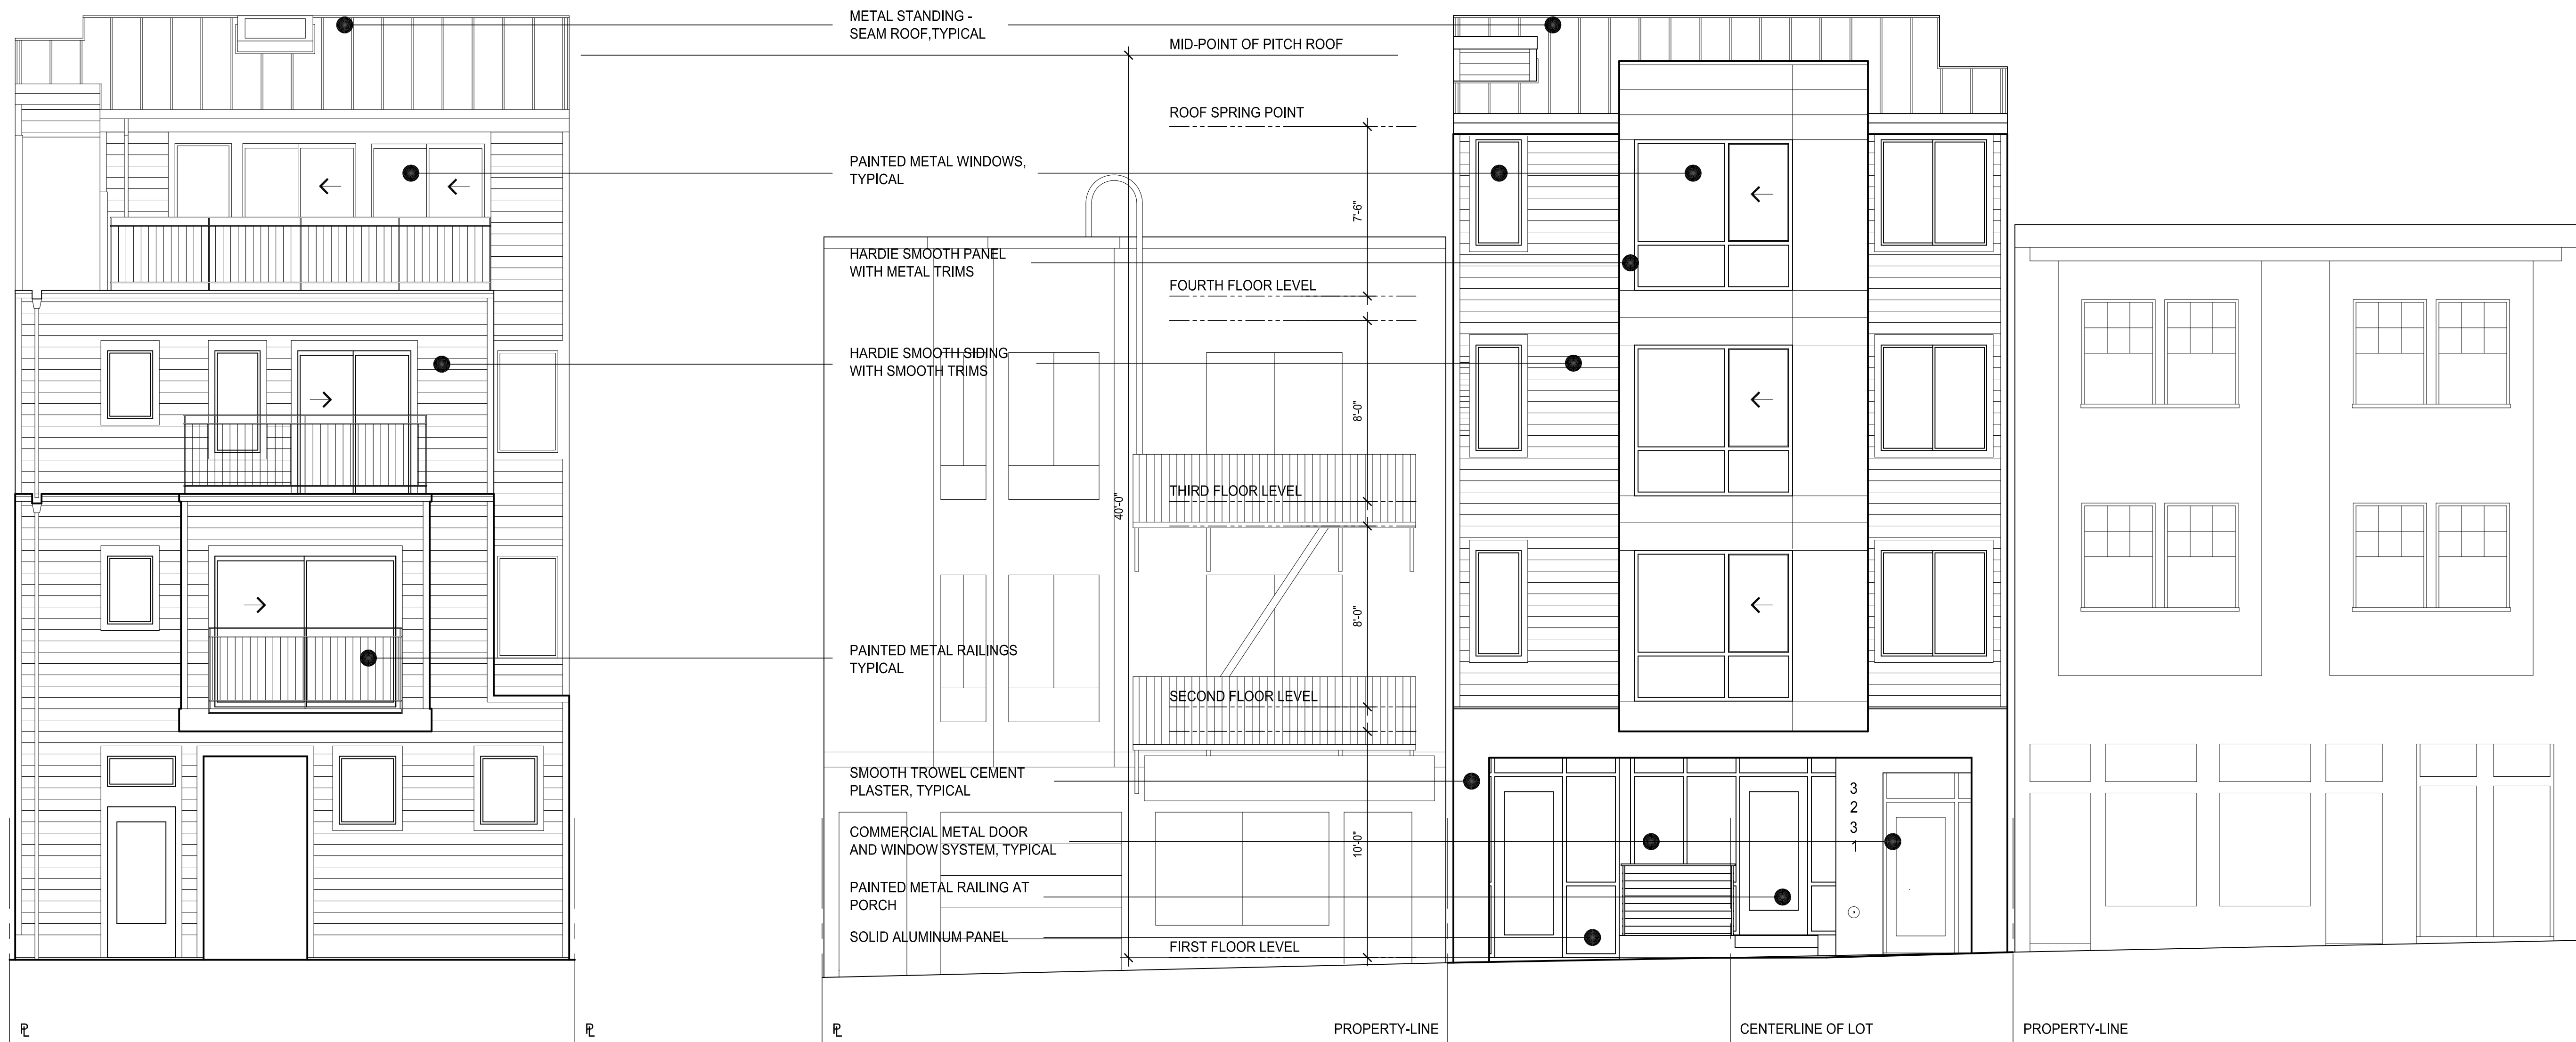 METAL STANDING -
SEAM ROOF,TYPICAL
MID-POINT OF PITCH ROOF
ROOF SPRING POINT
PAINTED METAL WINDOWS,
TYPICAL
7'-6"
HARDIE SMOOTH PANEL
WITH METAL TRIMS
FOURTH FLOOR LEVEL
HARDIE SMOOTH SIDING
WITH SMOOTH TRIMS
8'-0"
THIRD FLOOR LEVEL
40'-0"
8'-0"
PAINTED METAL RAILINGS
TYPICAL
SECOND FLOOR LEVEL
SMOOTH TROWEL CEMENT
PLASTER, TYPICAL
3
2
3
1
COMMERCIAL METAL DOOR
AND WINDOW SYSTEM, TYPICAL
10'-0"
PAINTED METAL RAILING AT
PORCH
SOLID ALUMINUM PANEL
FIRST FLOOR LEVEL
PL
PL
PL
PROPERTY-LINE
CENTERLINE OF LOT
PROPERTY-LINE